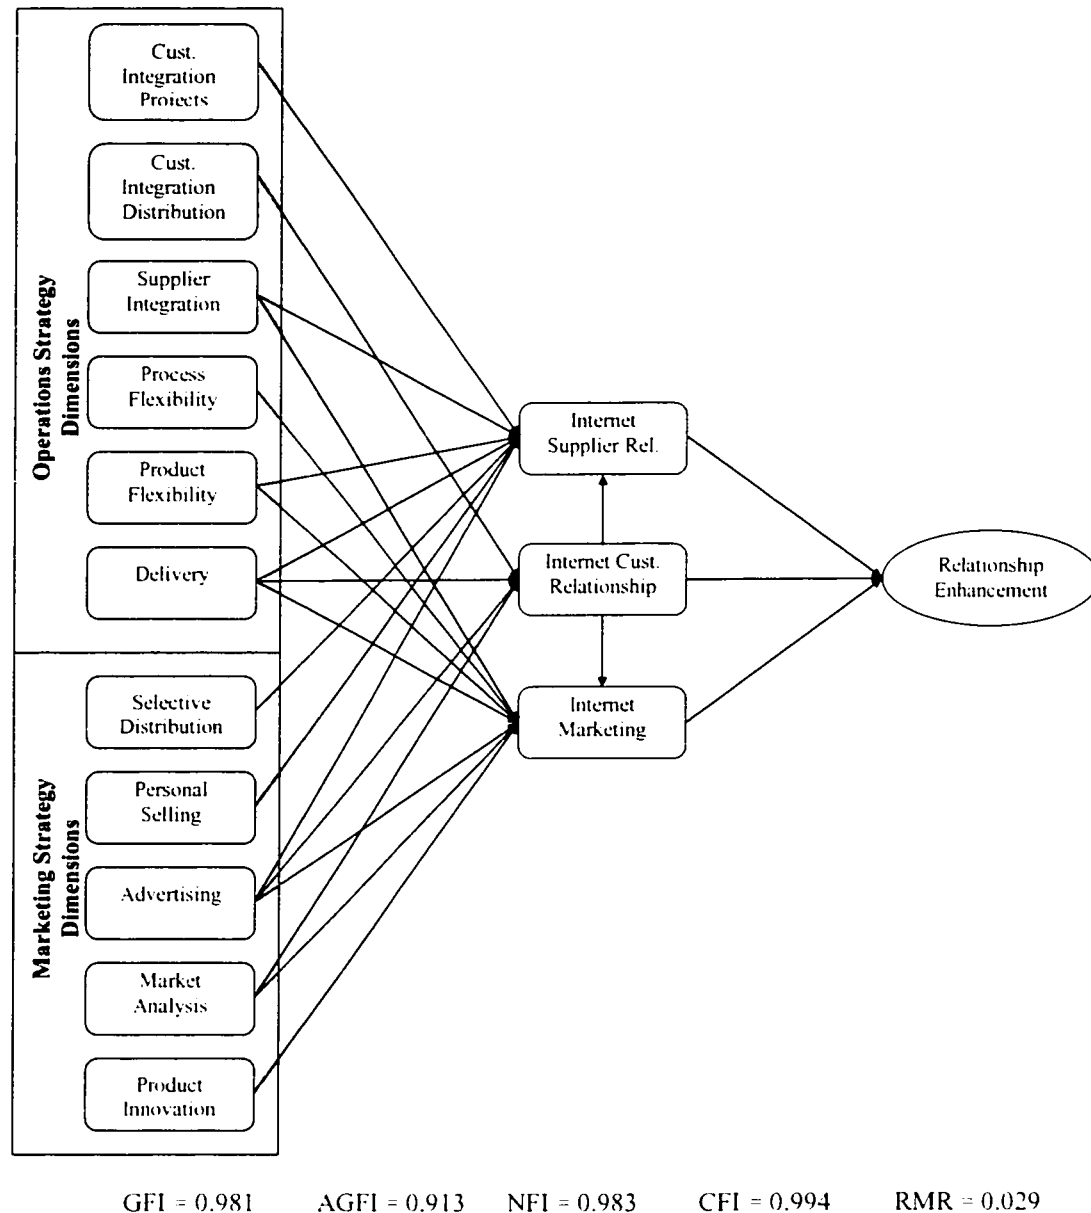 Operations Strategy
Dimensions
Cust.
Integration
Projects
Cust.
Integration
Distribution
Supplier
Integration
Process
Flexibility
Product
Flexibility
Delivery
Marketing Strategy
Dimensions
Selective
Distribution
Personal
Selling
Advertising
Market
Analysis
Product
Innovation
Internet
Supplier Rel.
Internet Cust.
Relationship
Internet
Marketing
Relationship
Enhancement
GFI = 0.981 AGFI = 0.913 NFI = 0.983 CFI = 0.994 RMR = 0.029